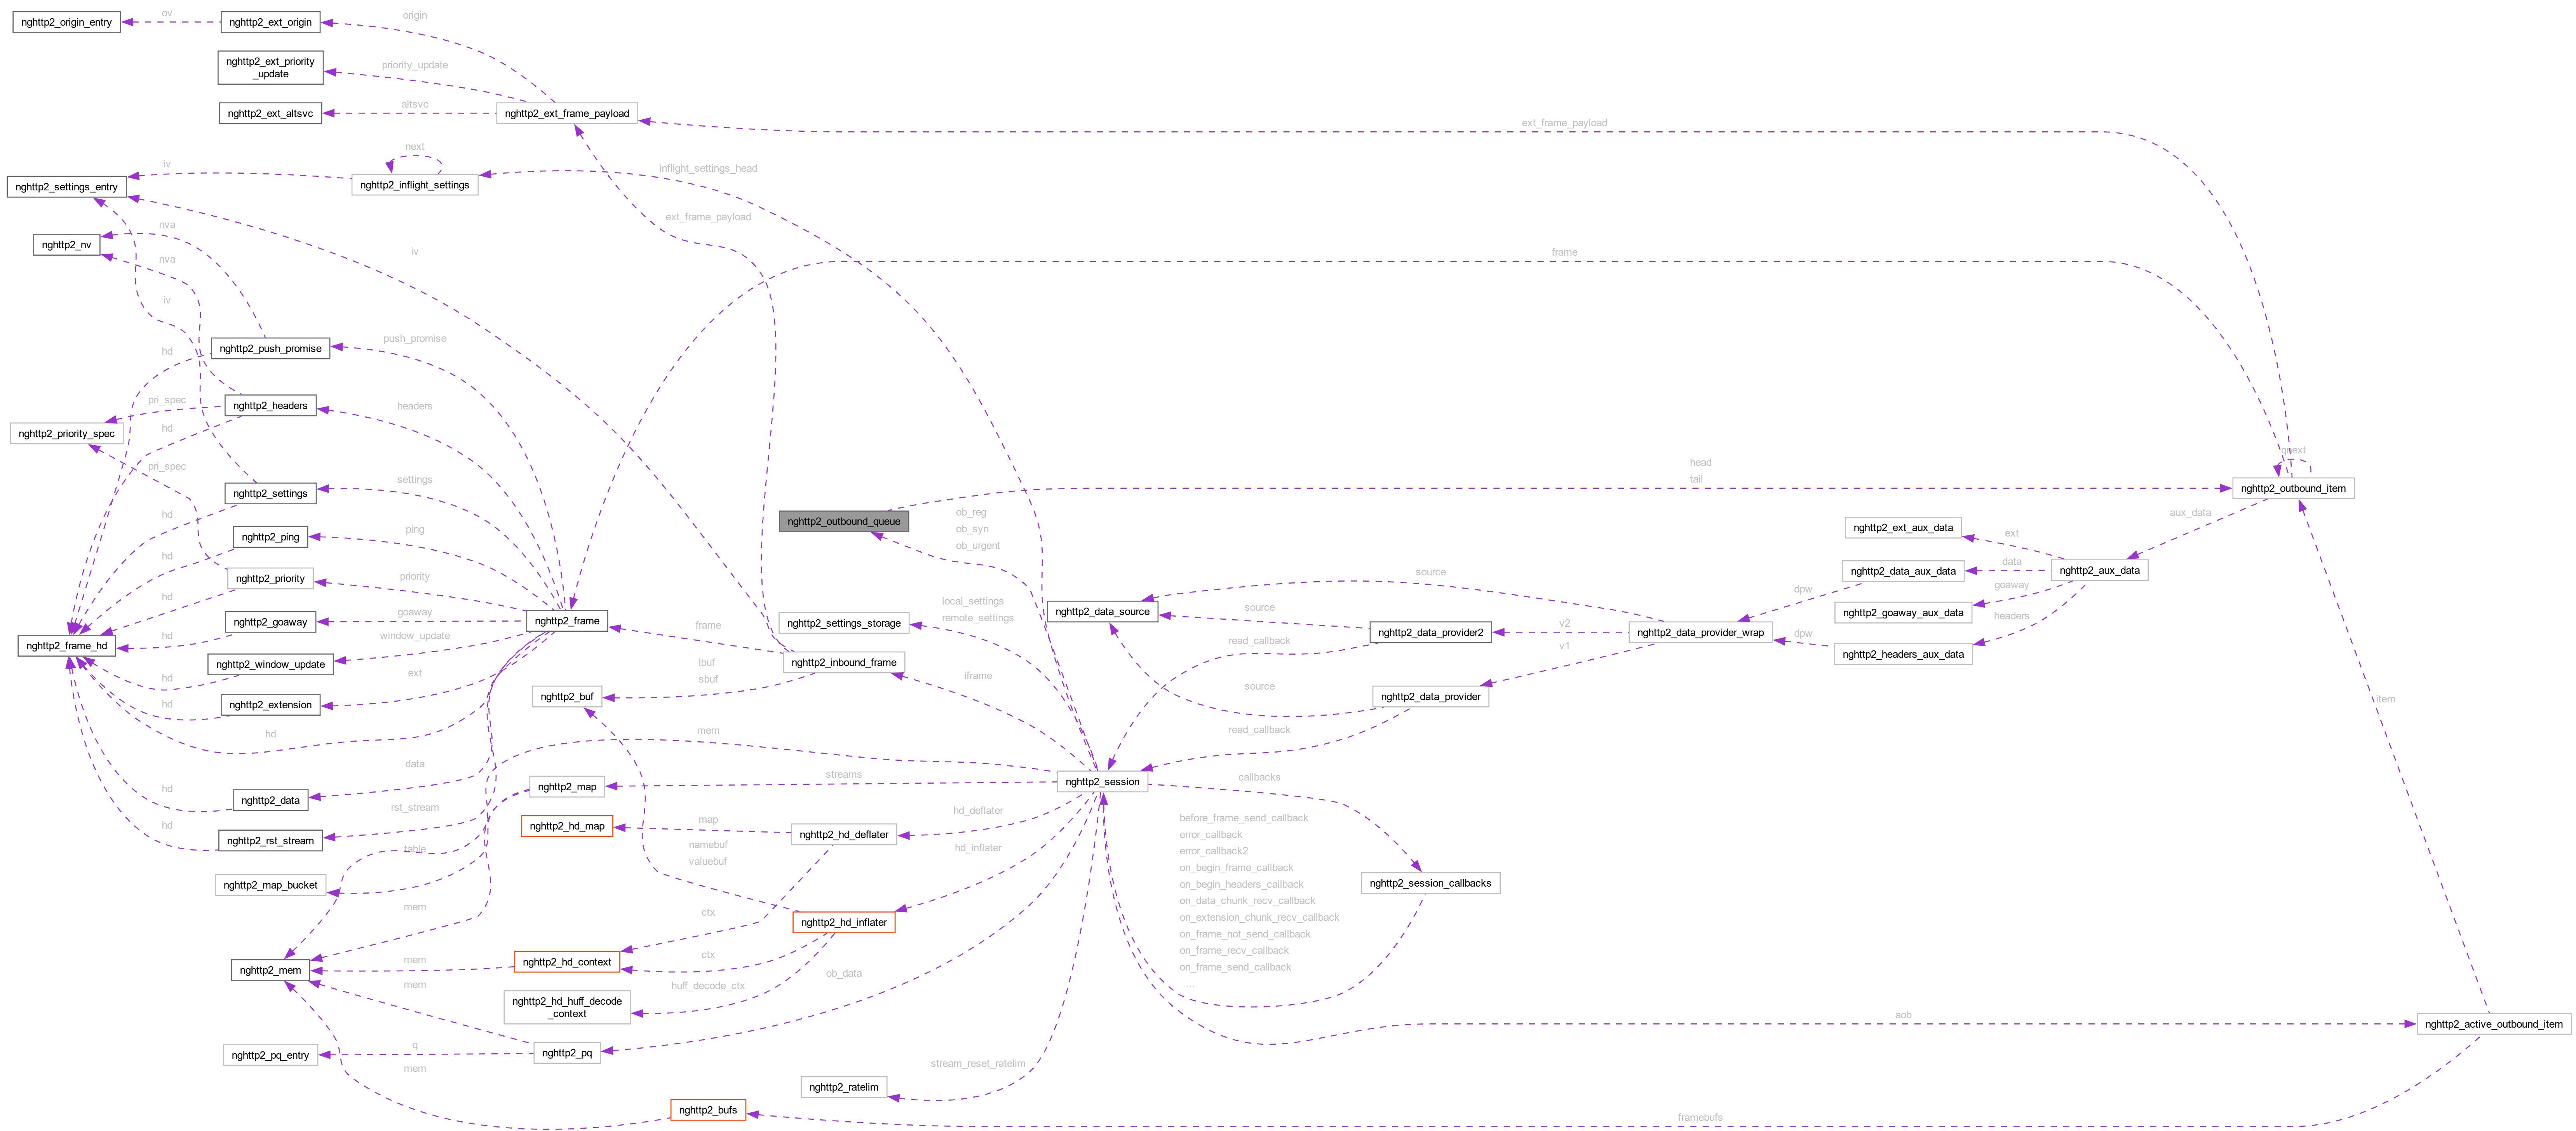 nghttp2_origin_entry
ov
nghttp2_ext_origin
origin
nghttp2_ext_priority
_update
priority_update
nghttp2_ext_altsvc
altsvc
nghttp2_ext_frame_payload
ext_frame_payload
next
iv
nghttp2_settings_entry
nghttp2_inflight_settings
inflight_settings_head
ext_frame_payload
nva
nghttp2_nv
nva
iv
frame
iv
nghttp2_push_promise
push_promise
hd
pri_spec
nghttp2_headers
headers
nghttp2_priority_spec
hd
pri_spec
nghttp2_settings
settings
hd
nghttp2_ping
ping
hd
nghttp2_priority
priority
hd
nghttp2_goaway
goaway
nghttp2_frame
hd
nghttp2_frame_hd
window_update
nghttp2_window_update
hd
ext
nghttp2_extension
hd
hd
data
nghttp2_data
hd
rst_stream
nghttp2_rst_stream
hd
table
nghttp2_map_bucket
mem
nghttp2_mem
mem
mem
nghttp2_pq_entry
q
mem
nghttp2_outbound_queue
ob_reg
ob_syn
ob_urgent
nghttp2_settings_storage
local_settings
remote_settings
frame
nghttp2_inbound_frame
iframe
lbuf
sbuf
nghttp2_buf
mem
nghttp2_map
streams
nghttp2_hd_map
map
nghttp2_hd_deflater
hd_deflater
namebuf
valuebuf
hd_inflater
ctx
nghttp2_hd_inflater
nghttp2_hd_context
ctx
huff_decode_ctx
nghttp2_hd_huff_decode
_context
ob_data
nghttp2_pq
stream_reset_ratelim
nghttp2_ratelim
nghttp2_bufs
framebufs
nghttp2_session
callbacks
before_frame_send_callback
error_callback
error_callback2
on_begin_frame_callback
on_begin_headers_callback
on_data_chunk_recv_callback
on_extension_chunk_recv_callback
on_frame_not_send_callback
on_frame_recv_callback
on_frame_send_callback
...
nghttp2_session_callbacks
nghttp2_data_source
source
source
source
read_callback
read_callback
nghttp2_data_provider2
nghttp2_data_provider
v2
v1
nghttp2_data_provider_wrap
dpw
dpw
head
tail
qnext
nghttp2_outbound_item
aux_data
nghttp2_ext_aux_data
ext
nghttp2_data_aux_data
data
nghttp2_aux_data
nghttp2_goaway_aux_data
goaway
headers
nghttp2_headers_aux_data
item
aob
nghttp2_active_outbound_item